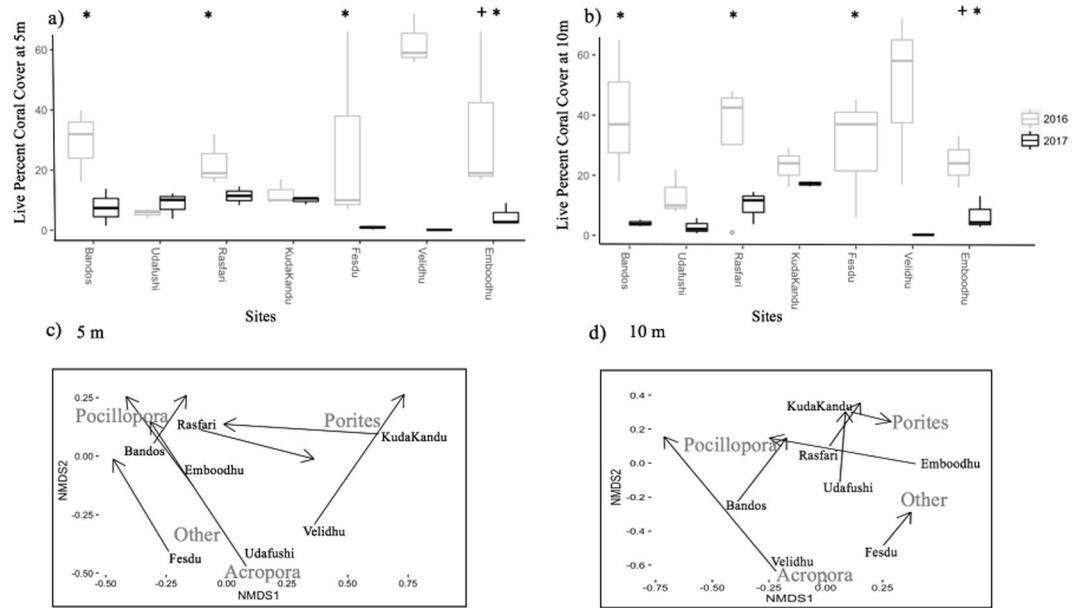 a)
* * * + *
Live Percent Coral Cover at 5m
60
40
20
0
Bandos
Udafushi
Rasfari
KudaKandu
Fesdu
Velidhu
Emboodhu
Sites
b)
* * * + *
Live Percent Coral Cover at 10m
60
40
20
0
Bandos
Udafushi
Rasfari
KudaKandu
Fesdu
Velidhu
Emboodhu
Sites
2016
2017
c) 5 m
NMDS2
0.25
0.00
-0.25
-0.50
Pocillopora
Rasfari
Porites
KudaKandu
Bandos
Emboodhu
Velidhu
Other
Fesdu
Udafushi
Acropora
-0.50 -0.25 0.00 0.25 0.50 0.75
NMDS1
d) 10 m
NMDS2
0.4
0.2
0.0
-0.2
-0.4
-0.6
KudaKandu
Porites
Pocillopora
Rasfari
Emboodhu
Udafushi
Bandos
Other
Fesdu
Velidhu
Acropora
-0.75 -0.50 -0.25 0.00 0.25 0.50
NMDS1